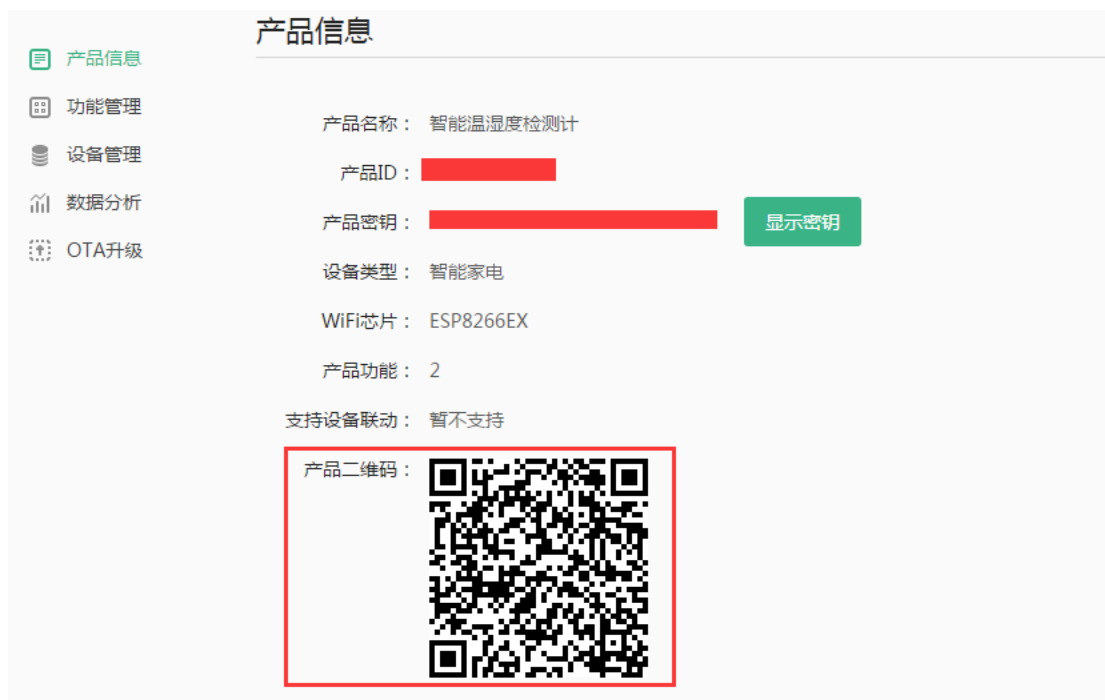 产品信息
产品信息
功能管理
设备管理
数据分析
OTA升级
产品名称： 智能温湿度检测计
产品ID：
产品密钥： 显示密钥
设备类型： 智能家电
WiFi芯片： ESP8266EX
产品功能： 2
支持设备联动： 暂不支持
产品二维码：